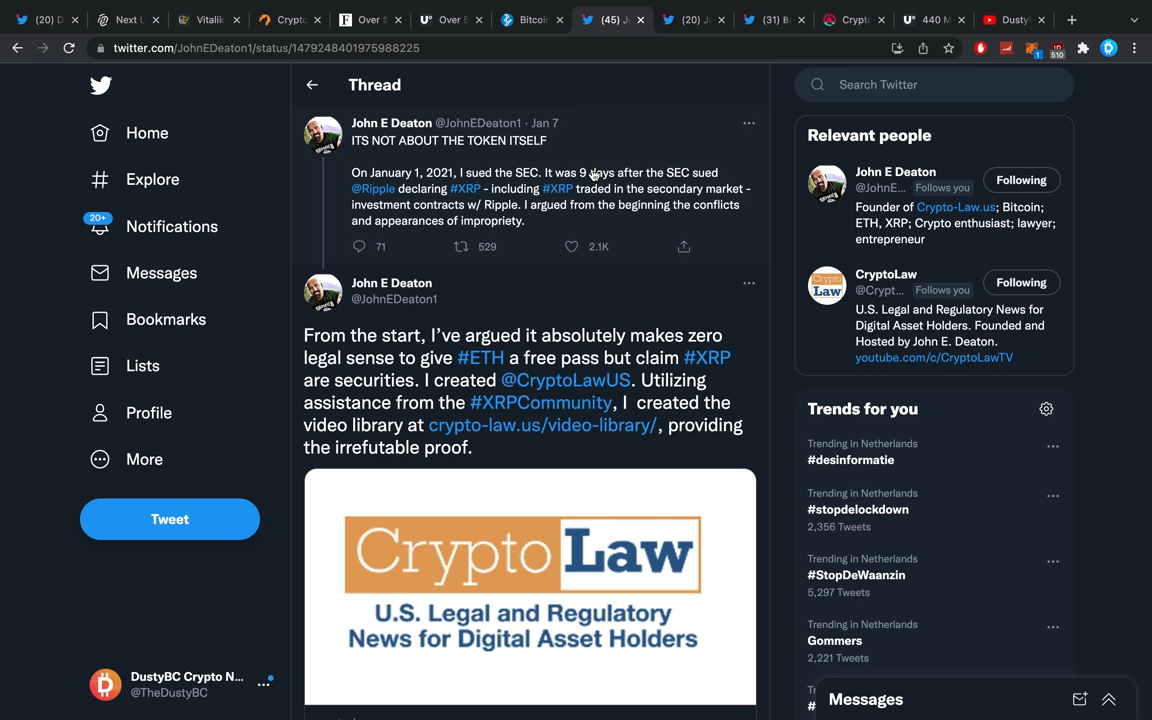 (20) D
Next U
Vitalik
Crypto
Over $
Over 5
Bitcoin
(45) J
(20) J
(31) B
Crypto
440 M
DustyB
twitter.com/JohnEDeaton1/status/1479248401975988225
1
510
Home
Explore
20+
Notifications
Messages
Bookmarks
Lists
Profile
More
Tweet
DustyBC Crypto N...
@TheDustyBC
Thread
John E Deaton @JohnEDeaton1 · Jan 7
ITS NOT ABOUT THE TOKEN ITSELF
On January 1, 2021, I sued the SEC. It was 9 days after the SEC sued
@Ripple declaring #XRP - including #XRP traded in the secondary market -
investment contracts w/ Ripple. I argued from the beginning the conflicts
and appearances of impropriety.
71 529 2.1K
John E Deaton
@JohnEDeaton1
From the start, I've argued it absolutely makes zero
legal sense to give #ETH a free pass but claim #XRP
are securities. I created @CryptoLawUS. Utilizing
assistance from the #XRPCommunity, I created the
video library at crypto-law.us/video-library/, providing
the irrefutable proof.
Crypto Law
U.S. Legal and Regulatory
News for Digital Asset Holders
Search Twitter
Relevant people
John E Deaton
@JohnE... Follows you
Following
Founder of Crypto-Law.us; Bitcoin;
ETH, XRP; Crypto enthusiast; lawyer;
entrepreneur
CryptoLaw
@Crypt... Follows you
Following
U.S. Legal and Regulatory News for
Digital Asset Holders. Founded and
Hosted by John E. Deaton.
youtube.com/c/CryptoLawTV
Trends for you
Trending in Netherlands
#desinformatie
Trending in Netherlands
#stopdelockdown
2,356 Tweets
Trending in Netherlands
#StopDeWaanzin
5,297 Tweets
Trending in Netherlands
Gommers
2,221 Tweets
Messages